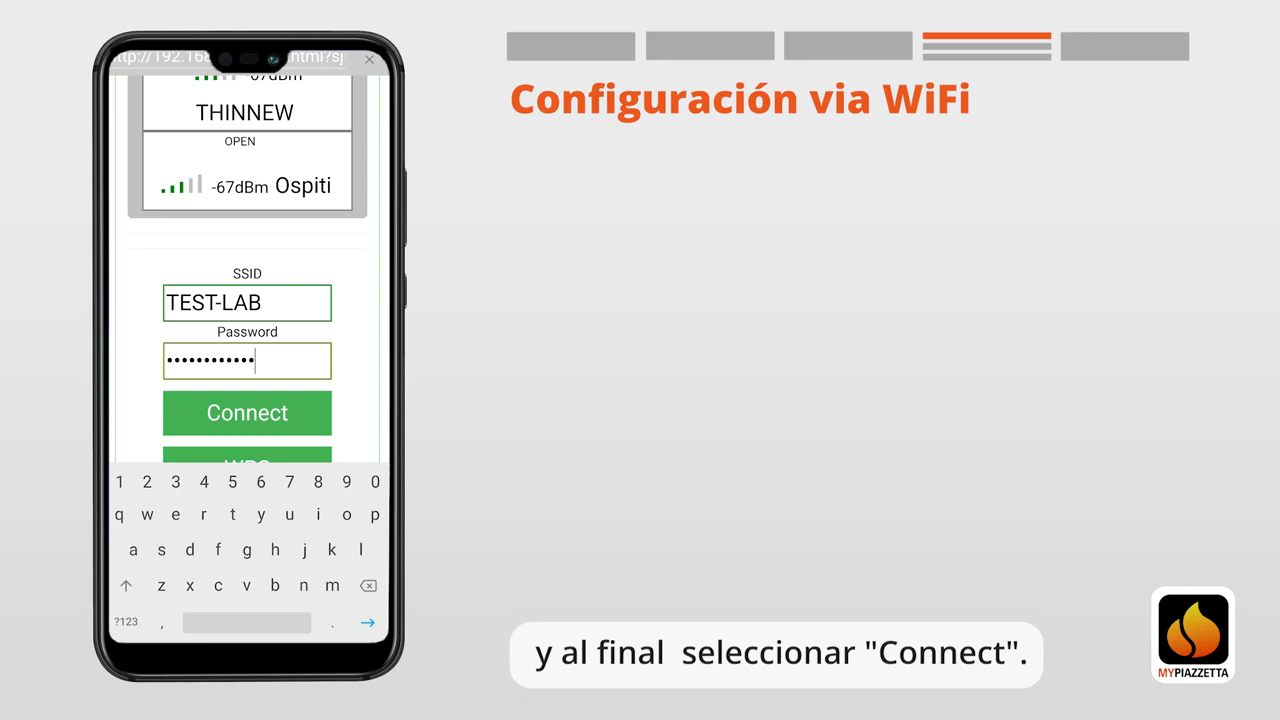 -67dBm
THINNEW
OPEN
-67dBm Ospiti
SSID
TEST-LAB
Password
••••••••••••
Connect
1 2 3 4 5 6 7 8 9 0
q w e r t y u i o p
a s d f g h j k l
z x c v b n m
?123 , .
Configuración via WiFi
y al final seleccionar "Connect".
MYPIAZZETTA